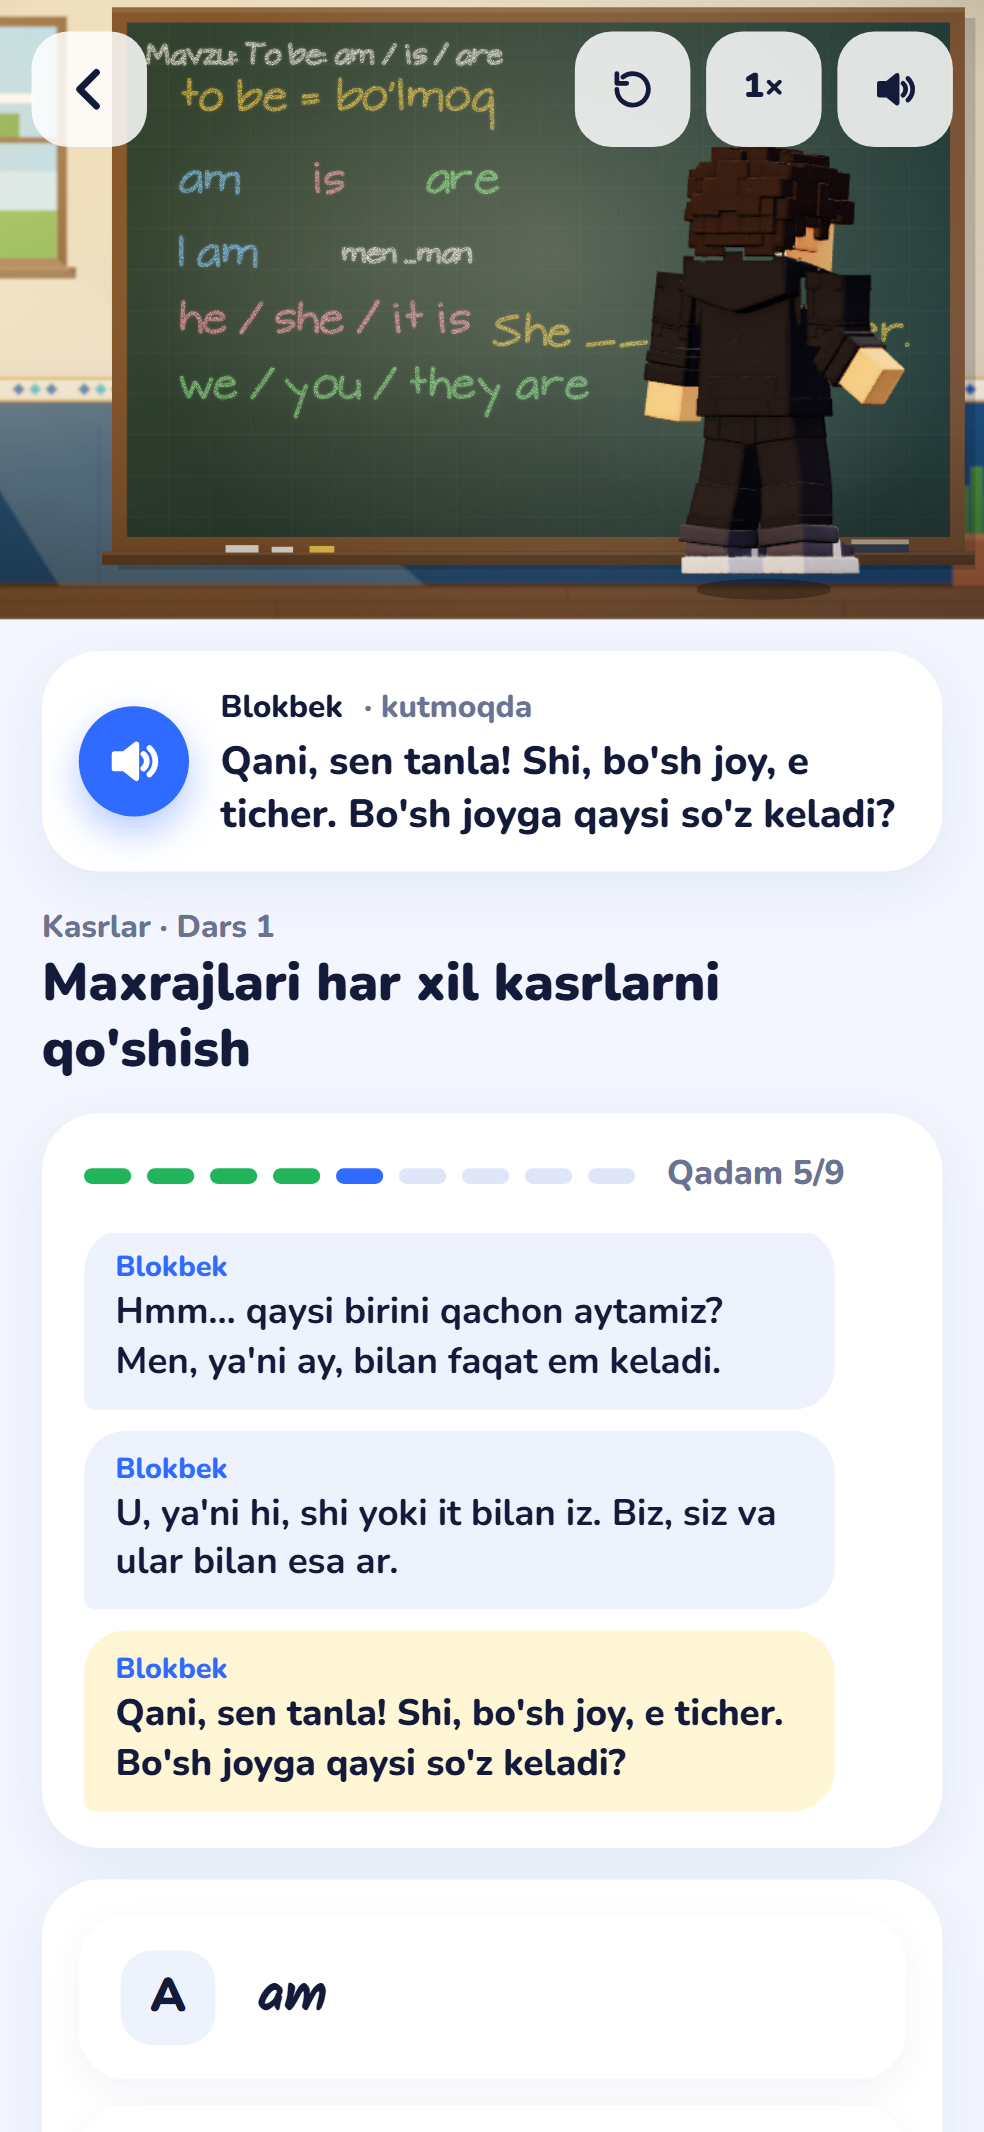 Mavzu: To be: am / is / are
to be = bo'lmoq
am is are
I am men _man
he / she / it is
She __ er.
we / you / they are
1×
Blokbek · kutmoqda
Qani, sen tanla! Shi, bo'sh joy, e
ticher. Bo'sh joyga qaysi so'z keladi?
Kasrlar · Dars 1
Maxrajlari har xil kasrlarni
qo'shish
Qadam 5/9
Blokbek
Hmm... qaysi birini qachon aytamiz?
Men, ya'ni ay, bilan faqat em keladi.
Blokbek
U, ya'ni hi, shi yoki it bilan iz. Biz, siz va
ular bilan esa ar.
Blokbek
Qani, sen tanla! Shi, bo'sh joy, e ticher.
Bo'sh joyga qaysi so'z keladi?
A am